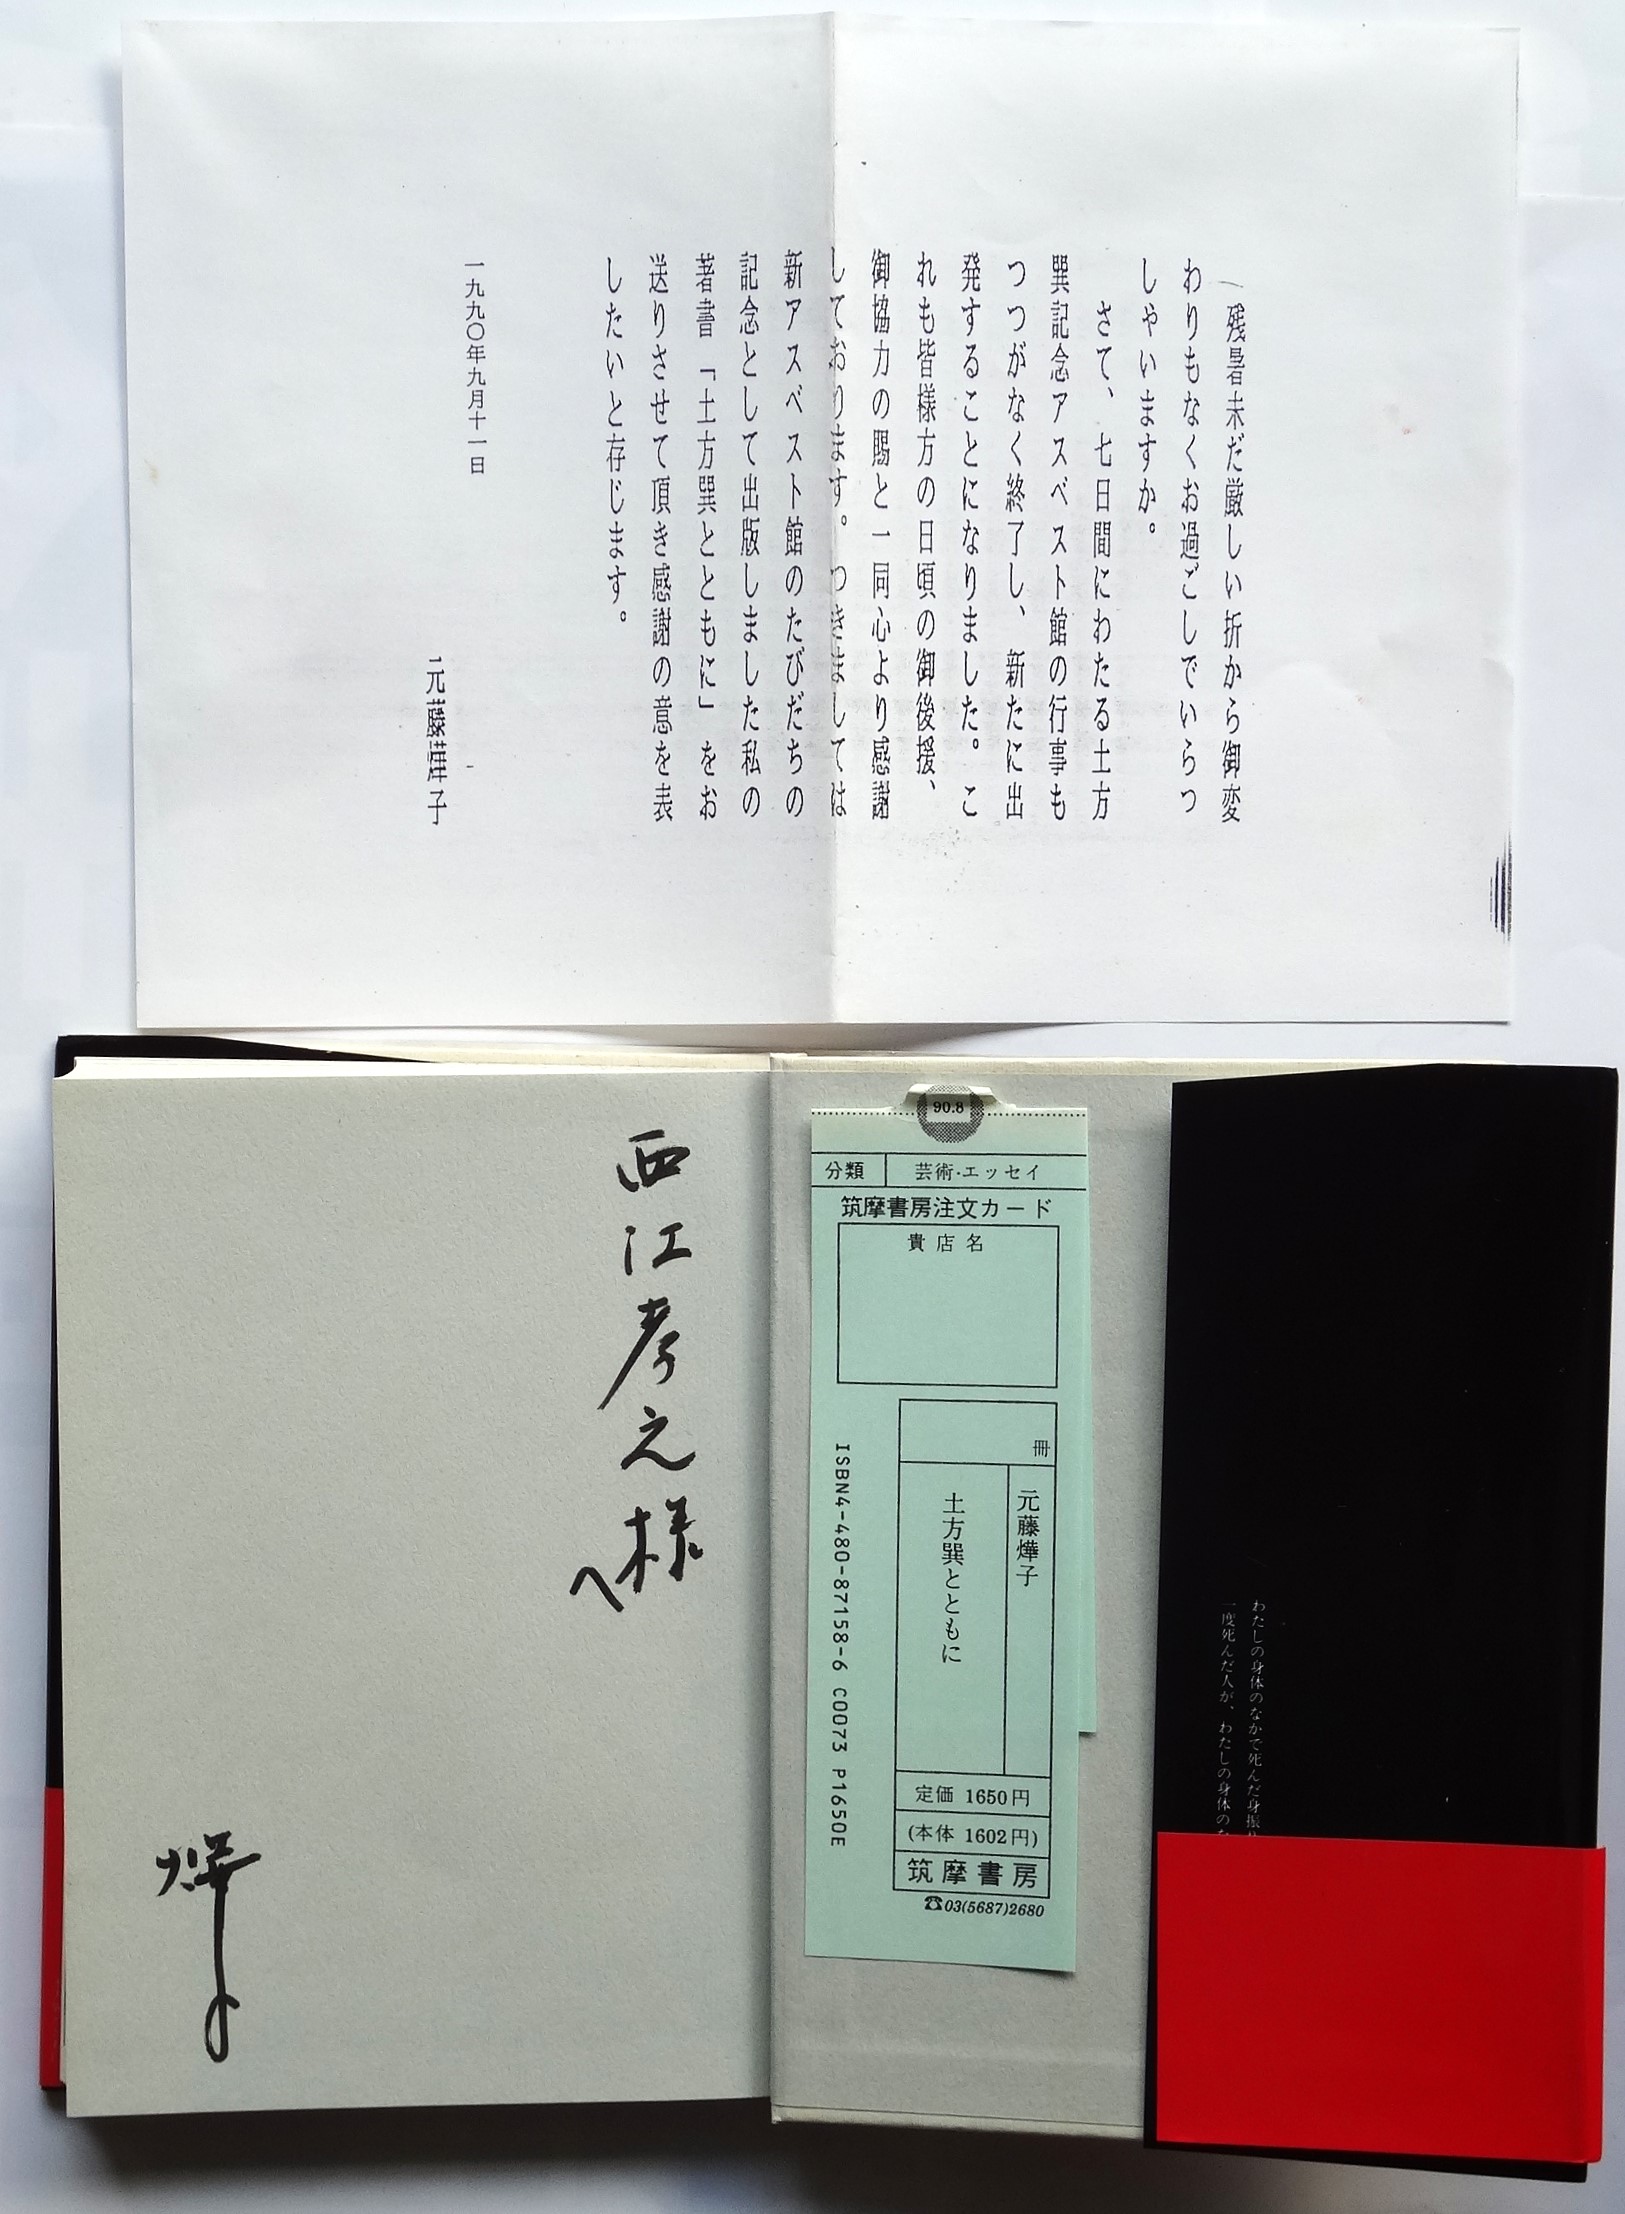 残暑未だ厳しい折から御変
わりもなくお過ごしでいらっ
しゃいますか。
さて、七日間にわたる土方
巽記念アスベスト館の行事も
つつがなく終了し、新たに出
発することになりました。こ
れも皆様方の日頃の御後援、
御協力の賜と一同心より感謝
しております。つきましては
新アスベスト館のたびだちの
記念として出版しました私の
著書「土方巽とともに」をお
送りさせて頂き感謝の意を表
したいと存じます。
一九九〇年九月十一日
元藤燁子
90.8
分類 芸術・エッセイ
筑摩書房注文カード
貴店名
冊
元藤燁子
土方巽とともに
定価 1650円
(本体 1602円)
筑摩書房
☎03(5687)2680
ISBN4-480-87158-6 C0073 P1650E
わたしの身体のなかで死んだ身振り
一度死んだ人が、わたしの身体のな
西江孝之様
へ
燁子